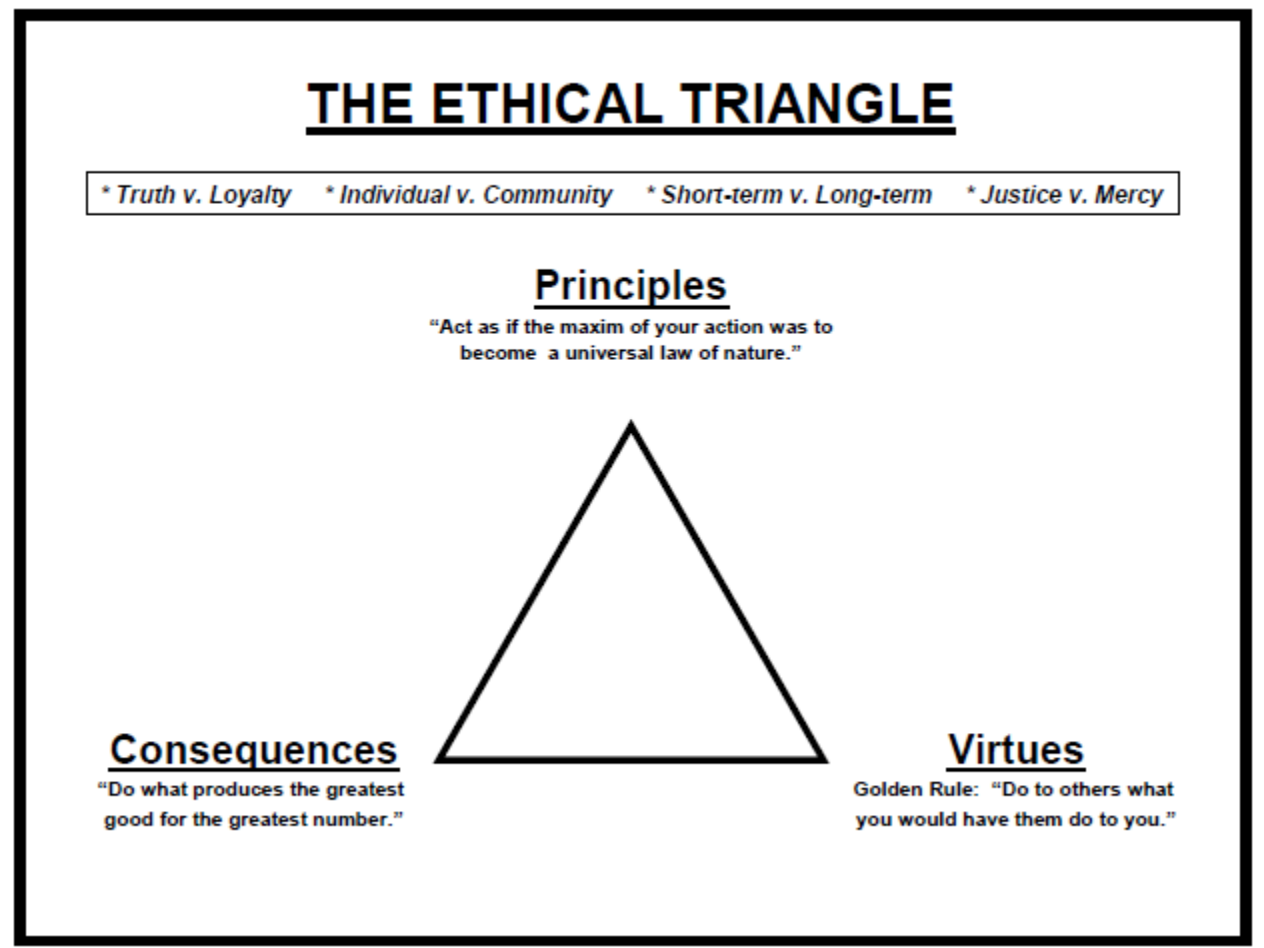 THE ETHICAL TRIANGLE
* Truth v. Loyalty * Individual v. Community * Short-term v. Long-term * Justice v. Mercy
Principles
“Act as if the maxim of your action was to
become a universal law of nature.”
Consequences
“Do what produces the greatest
good for the greatest number.”
Virtues
Golden Rule: “Do to others what
you would have them do to you.”